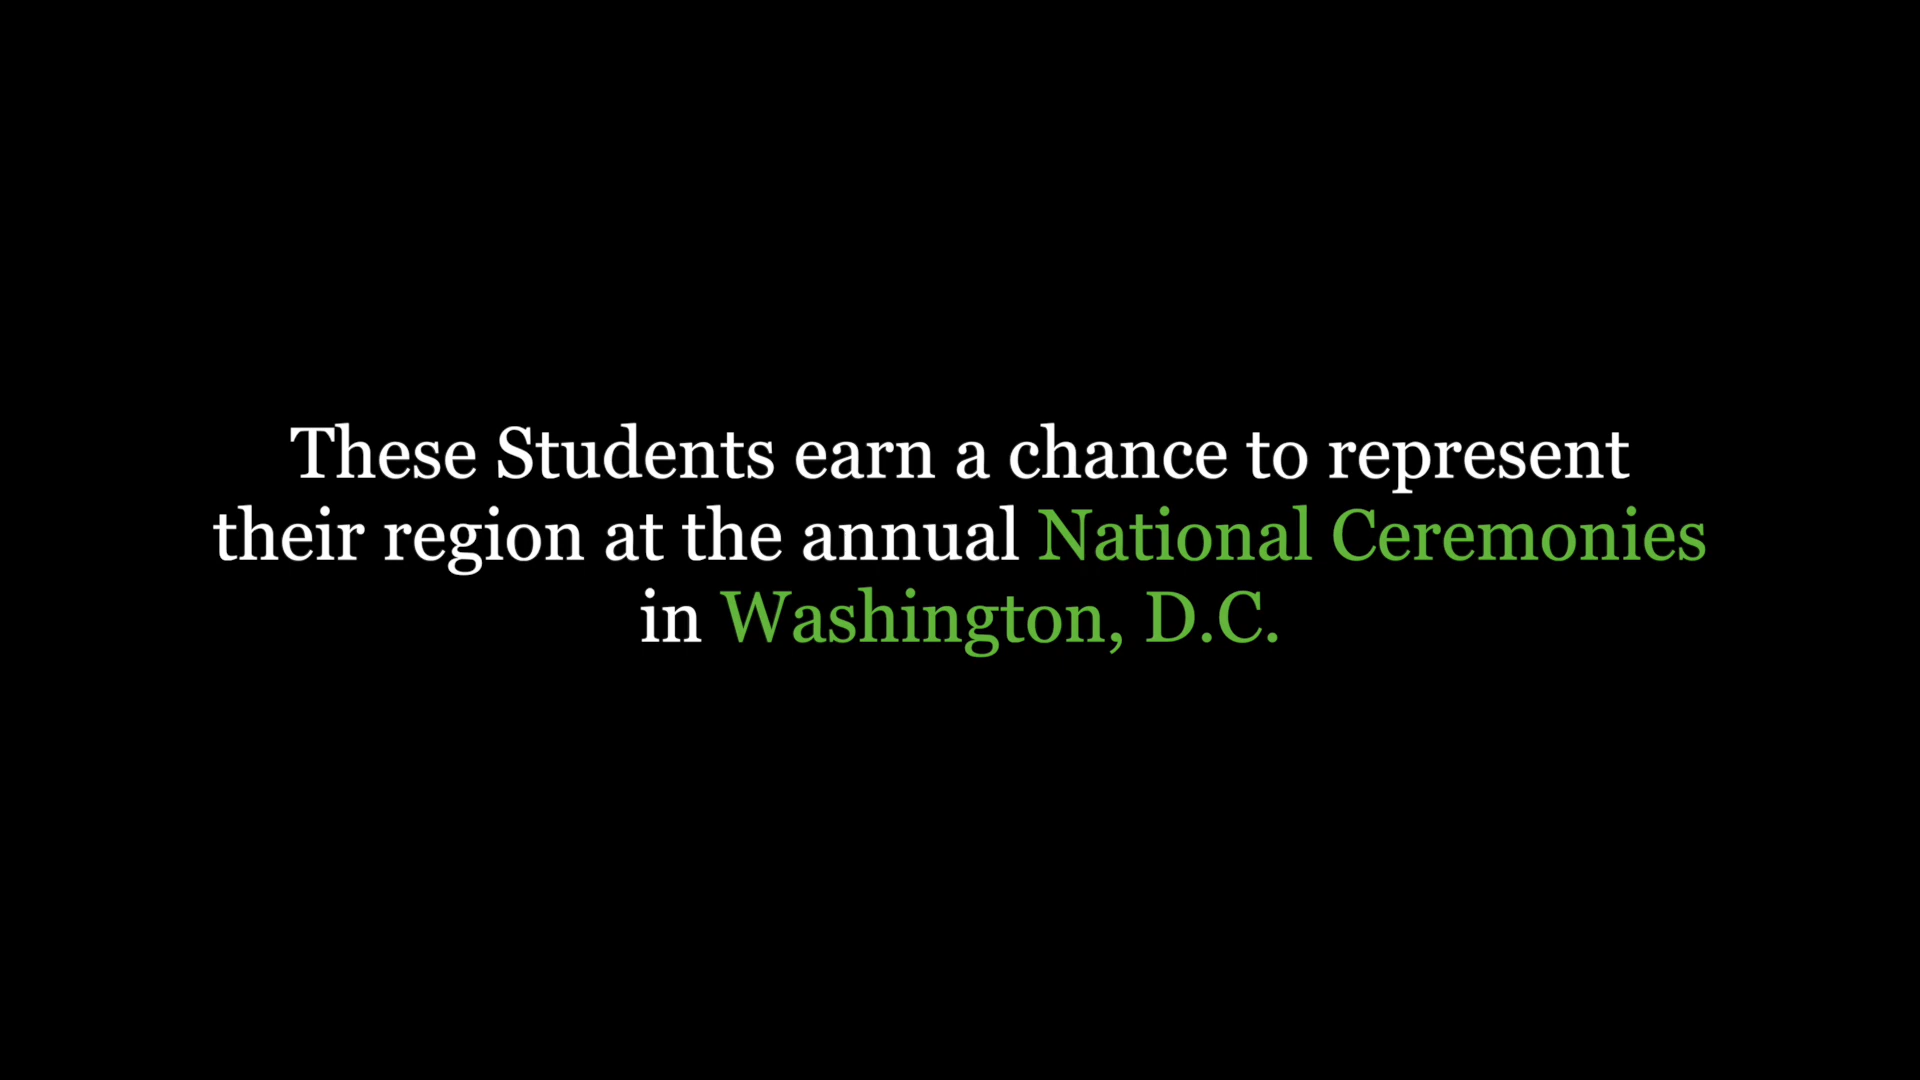 These Students earn a chance to represent
their region at the annual National Ceremonies
in Washington, D.C.